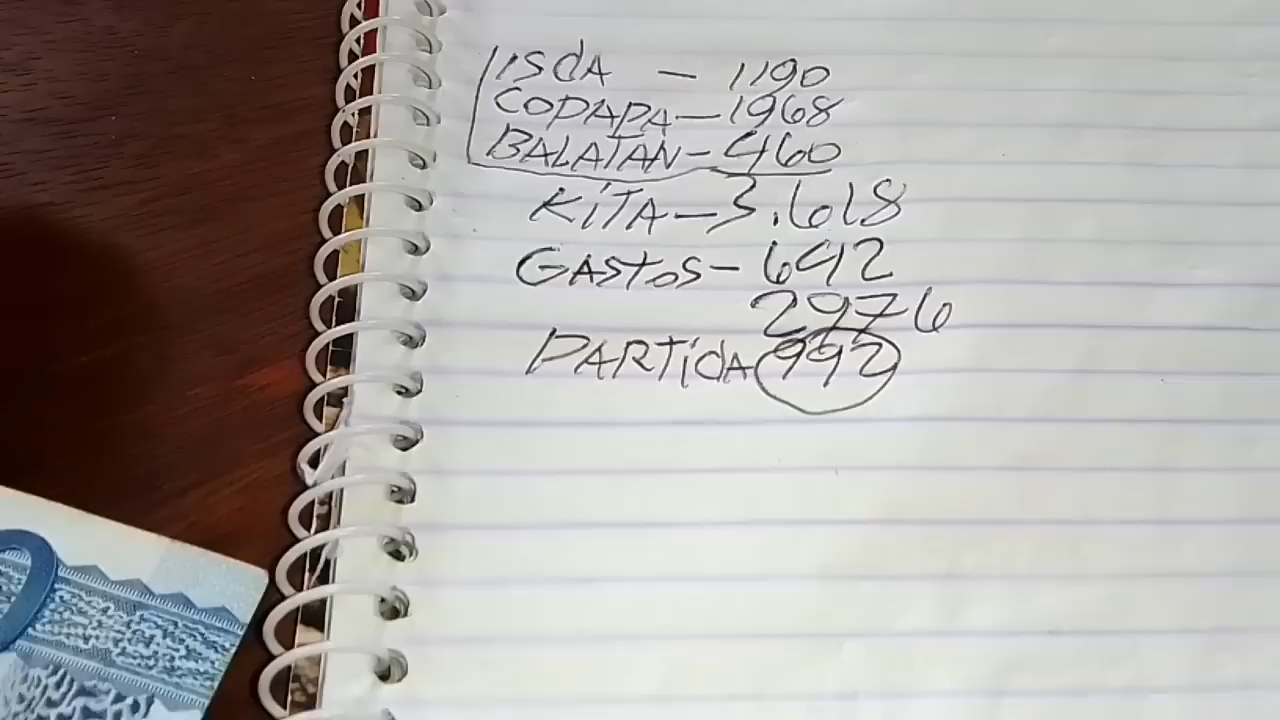 ISdA - 1190
COPAPA - 1968
BALATAN - 460
KiTA - 3.618
GAStOS - 642
2976
PARTidA 992